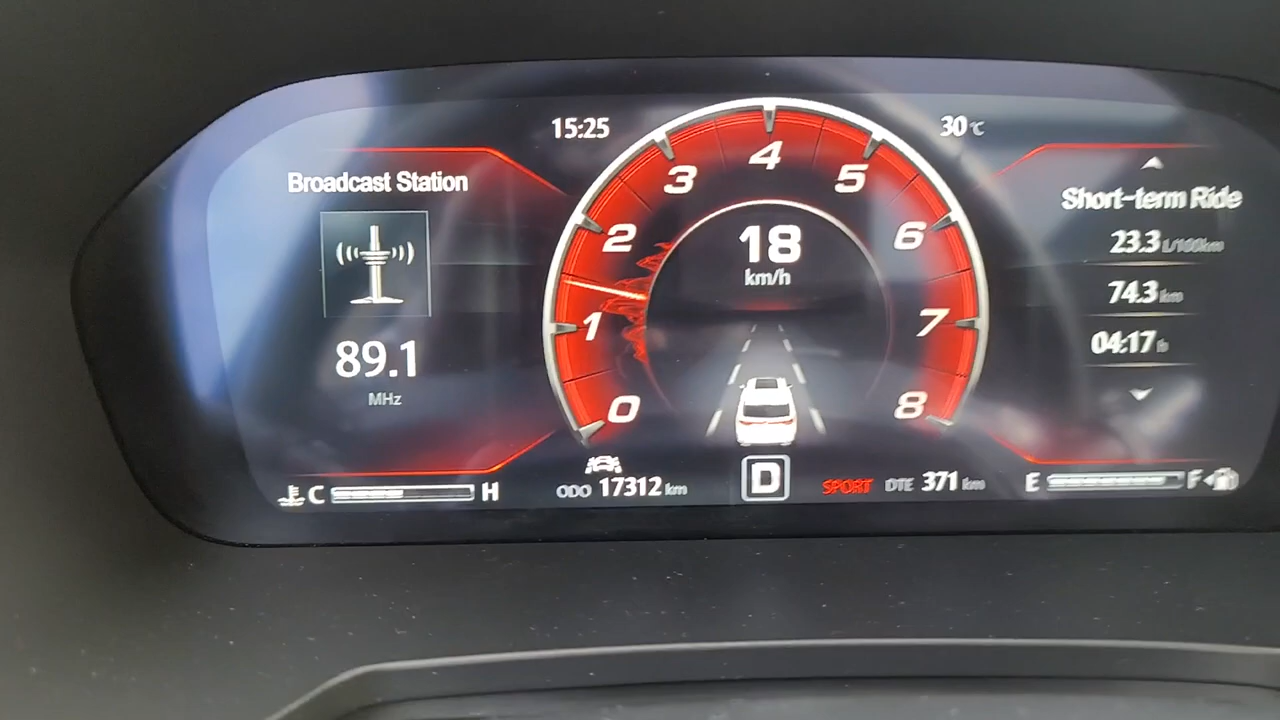 15:25
30 °C
Broadcast Station
89.1
MHz
0
1
2
3
4
5
6
7
8
18
km/h
Short-term Ride
23.3 L/100km
74.3 km
04:17 h
C H
ODO 17312 km
D
SPORT
DTE 371 km
E F